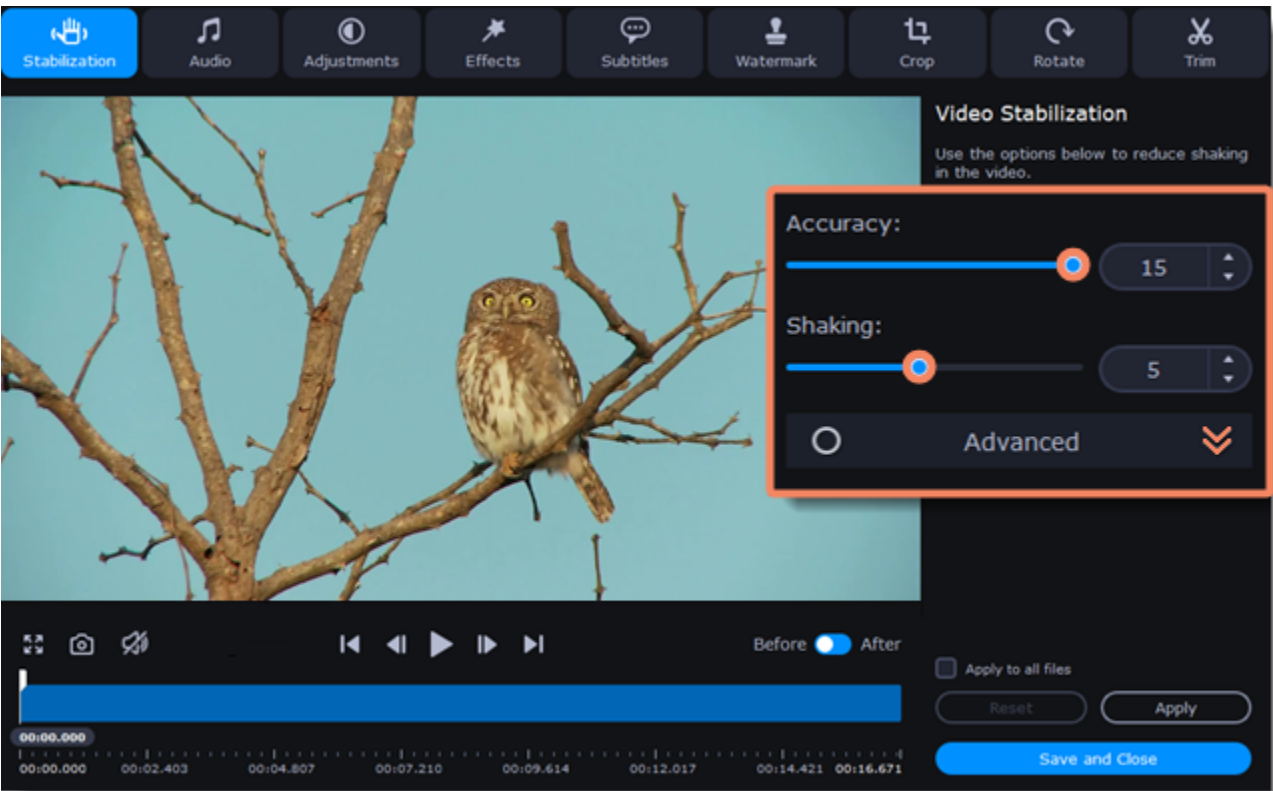 Stabilization
Audio
Adjustments
Effects
Subtitles
Watermark
Crop
Rotate
Trim
Video Stabilization
Use the options below to reduce shaking
in the video.
Accuracy:
15
Shaking:
5
Advanced
Before
After
Apply to all files
Reset
Apply
Save and Close
00:00.000
00:00.000 00:02.403 00:04.807 00:07.210 00:09.614 00:12.017 00:14.421 00:16.671